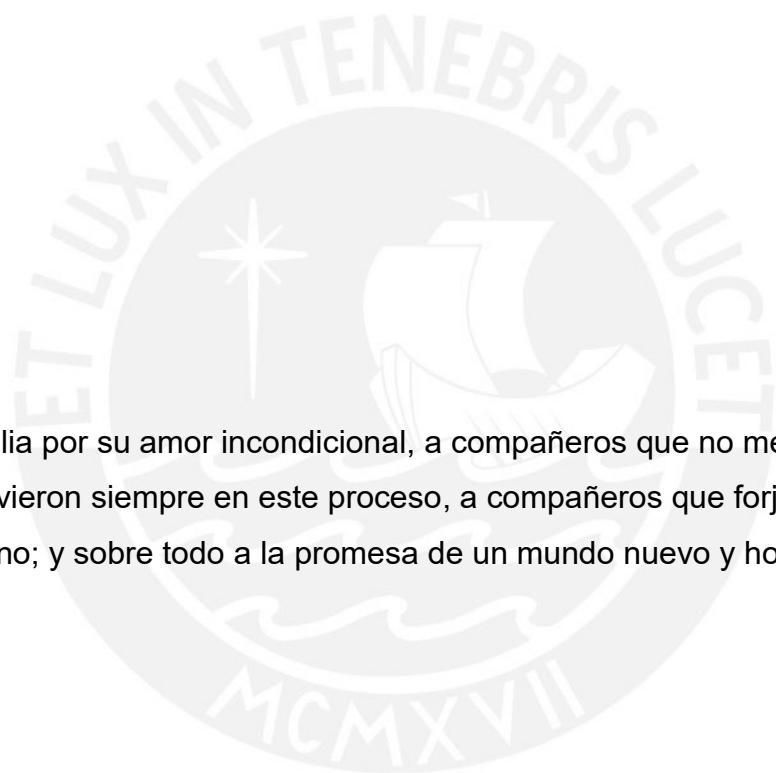 ET LUX IN TENEBRIS LUCET
lia por su amor incondicional, a compañeros que no me
vieron siempre en este proceso, a compañeros que forj
no; y sobre todo a la promesa de un mundo nuevo y ho
MCMXVII